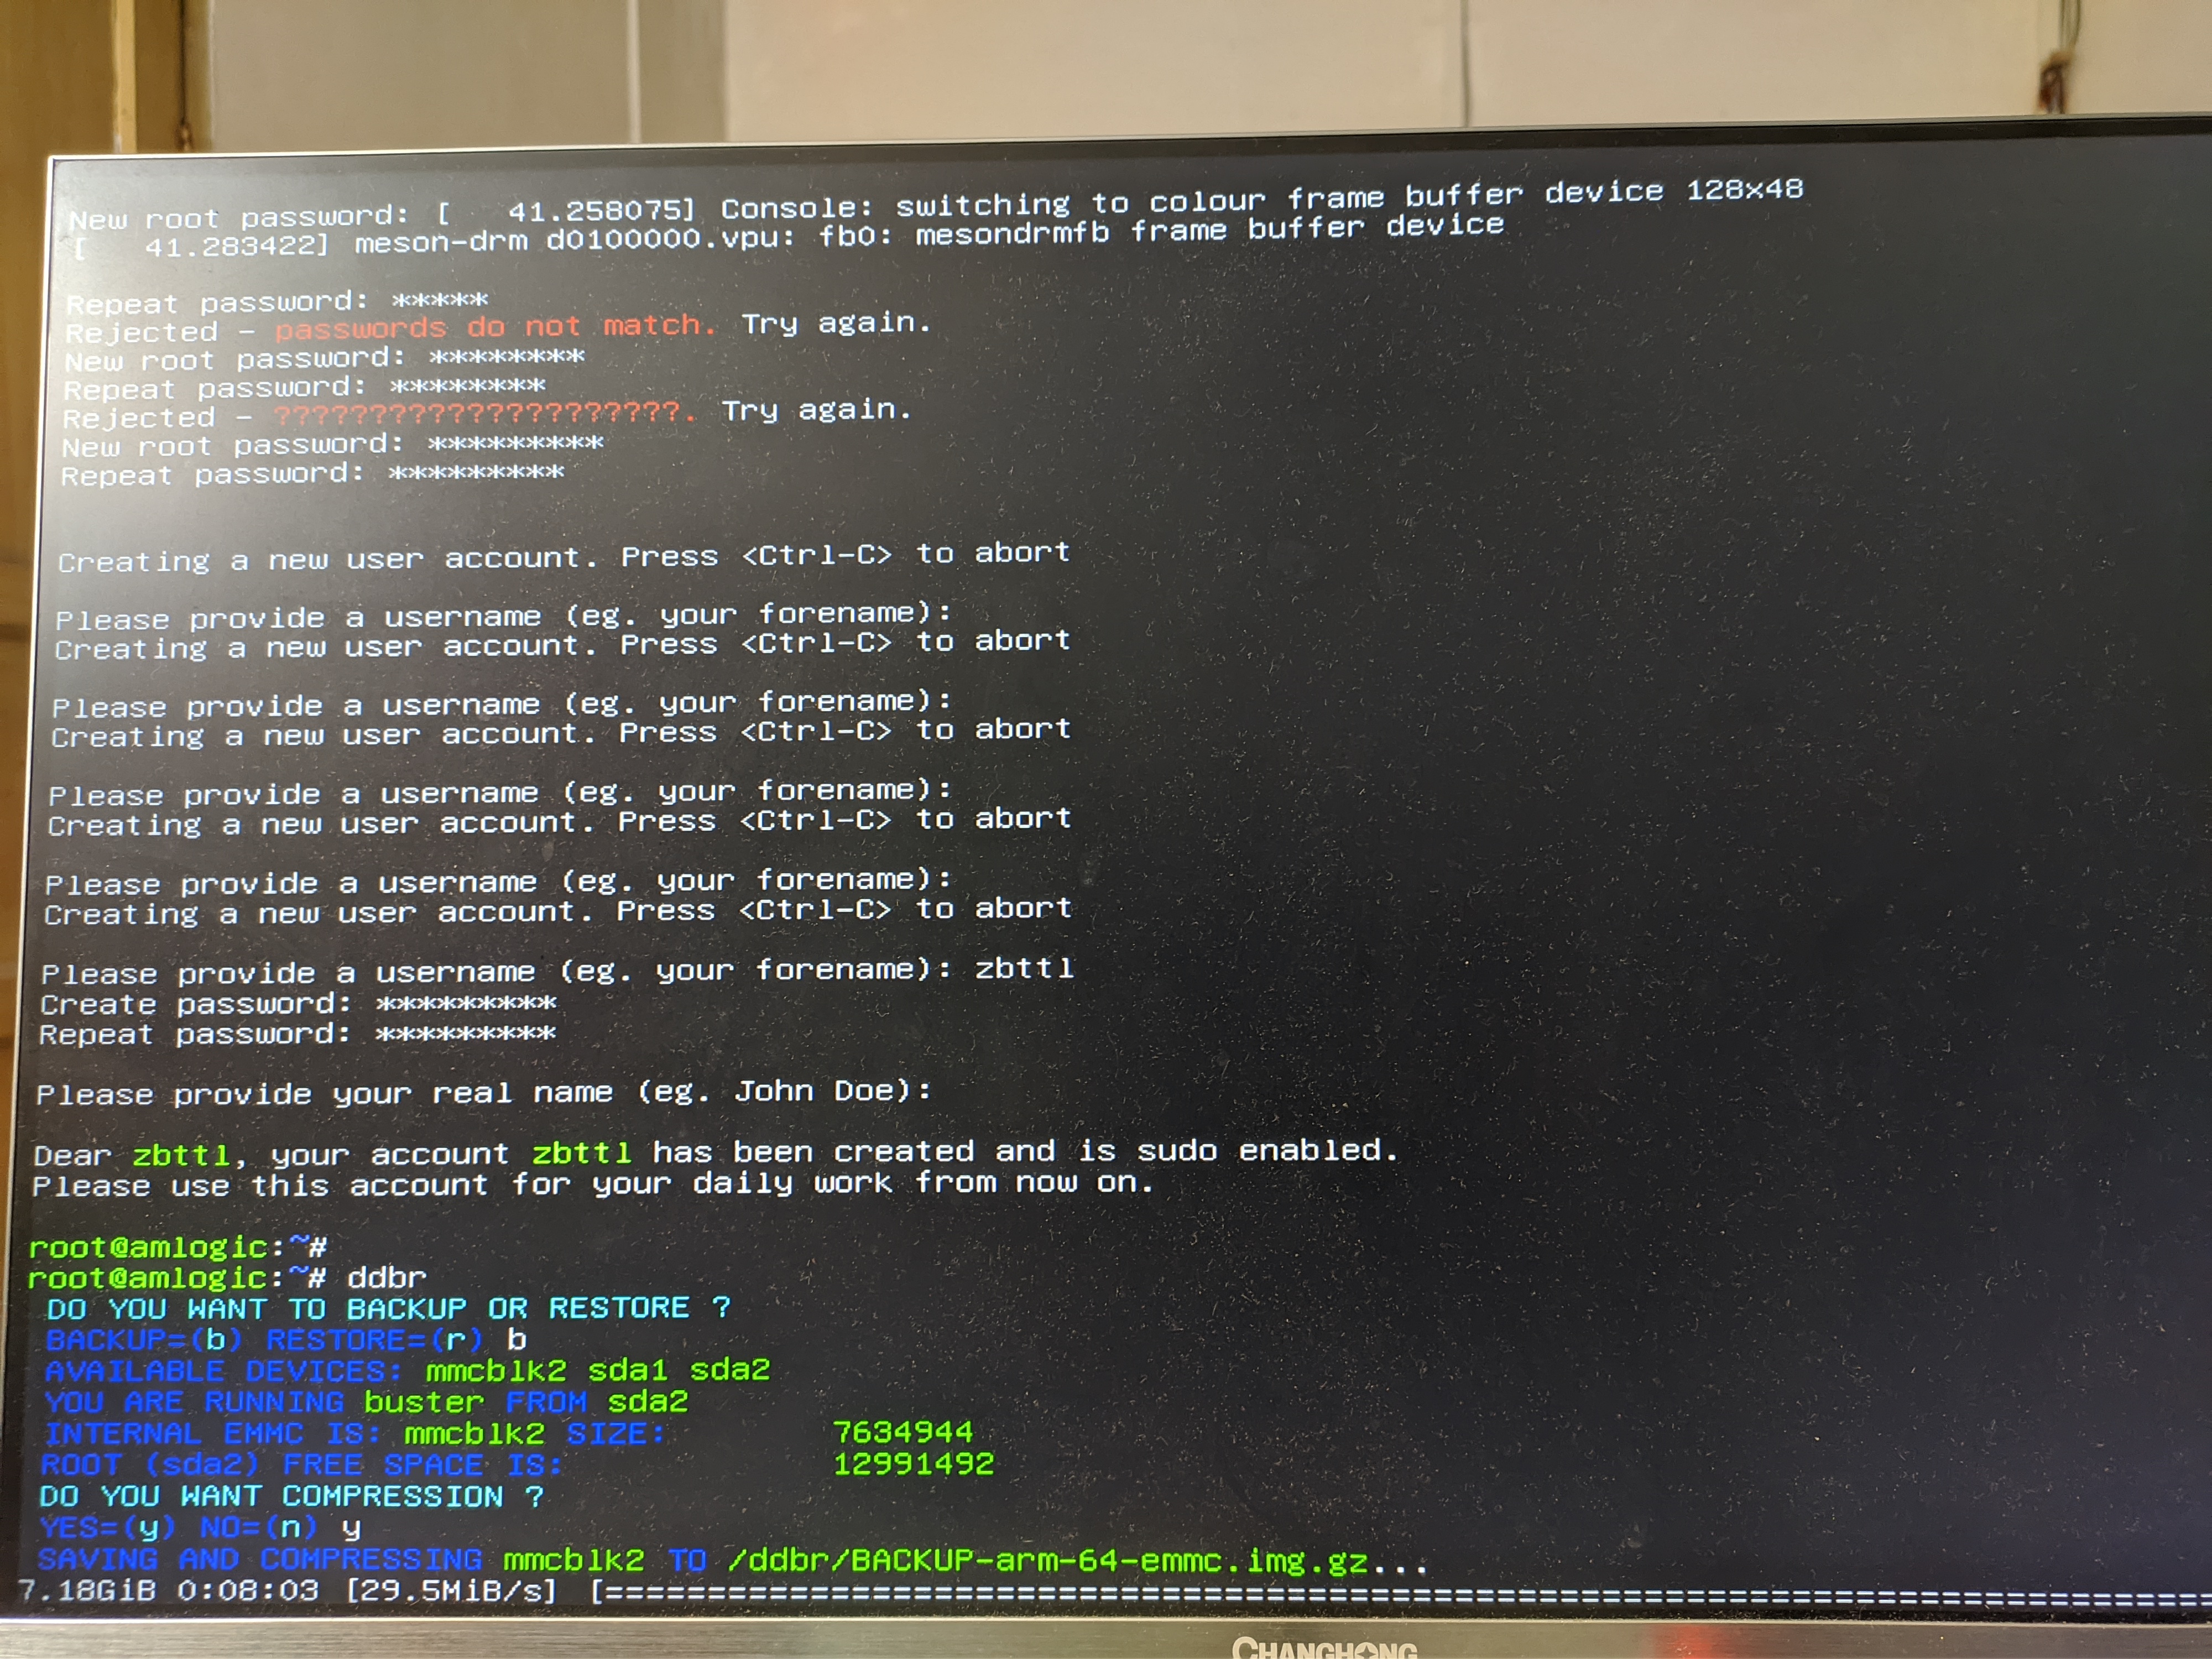 New root password: [   41.258075] Console: switching to colour frame buffer device 128x48
[   41.283422] meson-drm d0100000.vpu: fb0: mesondrmfb frame buffer device
Repeat password: *****
Rejected - passwords do not match. Try again.
New root password: ********
Repeat password: ********
Rejected - ?????????????????????. Try again.
New root password: *********
Repeat password: *********
Creating a new user account. Press <Ctrl-C> to abort
Please provide a username (eg. your forename):
Creating a new user account. Press <Ctrl-C> to abort
Please provide a username (eg. your forename):
Creating a new user account. Press <Ctrl-C> to abort
Please provide a username (eg. your forename):
Creating a new user account. Press <Ctrl-C> to abort
Please provide a username (eg. your forename):
Creating a new user account. Press <Ctrl-C> to abort
Please provide a username (eg. your forename): zbttl
Create password: *********
Repeat password: *********
Please provide your real name (eg. John Doe):
Dear zbttl, your account zbttl has been created and is sudo enabled.
Please use this account for your daily work from now on.
root@amlogic:~#
root@amlogic:~# ddbr
DO YOU WANT TO BACKUP OR RESTORE ?
BACKUP=(b) RESTORE=(r) b
AVAILABLE DEVICES: mmcblk2 sda1 sda2
YOU ARE RUNNING buster FROM sda2
INTERNAL EMMC IS: mmcblk2 SIZE: 7634944
ROOT (sda2) FREE SPACE IS: 12991492
DO YOU WANT COMPRESSION ?
YES=(y) NO=(n) y
SAVING AND COMPRESSING mmcblk2 TO /ddbr/BACKUP-arm-64-emmc.img.gz...
7.18GiB 0:08:03 [29.5MiB/s] [==================================================================================
CHANGHONG